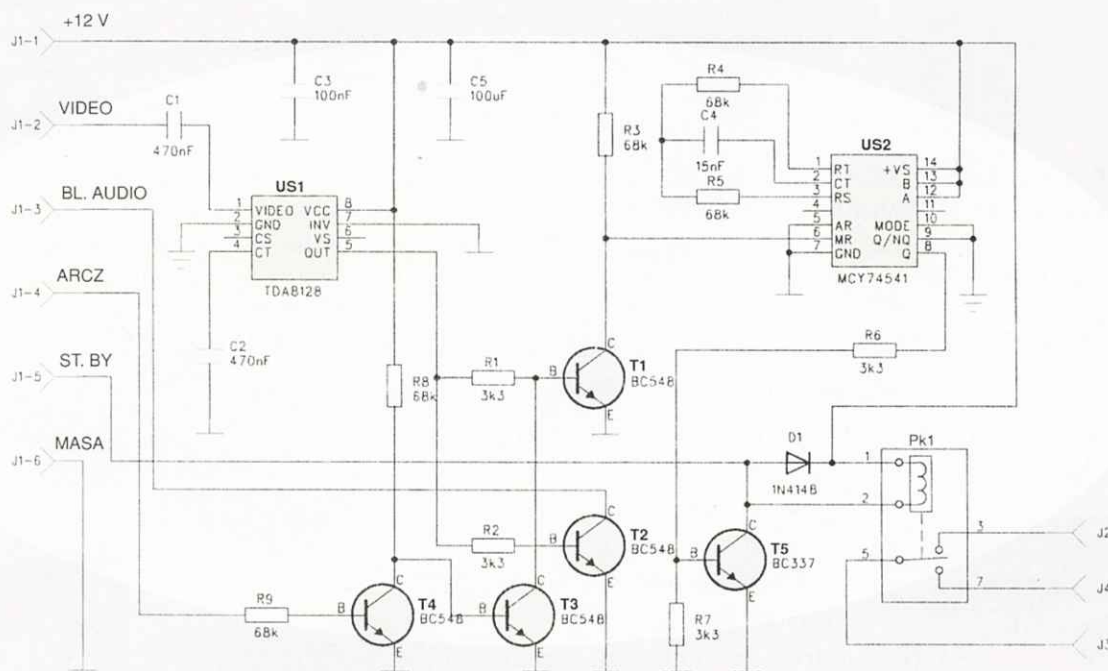 +12 V
J1-1
VIDEO
J1-2
C1
470nF
C3
100nF
C5
100uF
R3
68k
R4
68k
C4
15nF
R5
68k
US2
1 RT +VS 14
2 CT B 13
3 RS A 12
4 11
5 AR MODE 10
6 MR Q/NQ 9
7 GND Q 8
MCY74541
BL. AUDIO
J1-3
US1
1 VIDEO VCC 8
2 GND INV 7
3 CS VS 6
4 CT OUT 5
TDA8128
ARCZ
J1-4
C2
470nF
ST. BY
J1-5
R8
68k
R1
3k3
B
C
T1
BC548
E
R6
3k3
MASA
J1-6
D1
1N4148
Pk1
1
2
3
5
7
J2
J4
J3
R2
3k3
B
C
T2
BC548
E
B
C
T5
BC337
E
R9
68k
B
C
T4
BC548
E
B
C
T3
BC548
E
R7
3k3